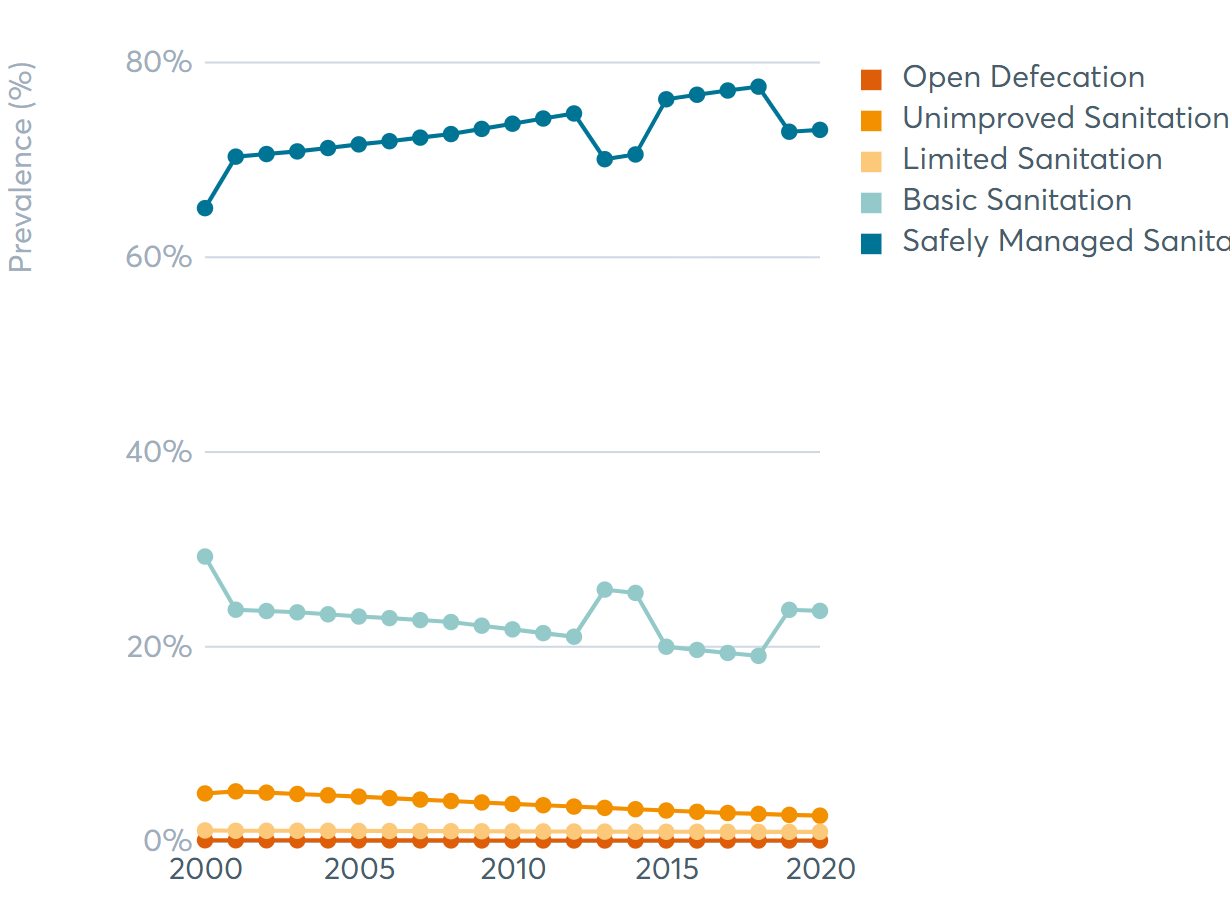 Prevalence (%)
80%
60%
40%
20%
0%
2000 2005 2010 2015 2020
Open Defecation
Unimproved Sanitation
Limited Sanitation
Basic Sanitation
Safely Managed Sanita